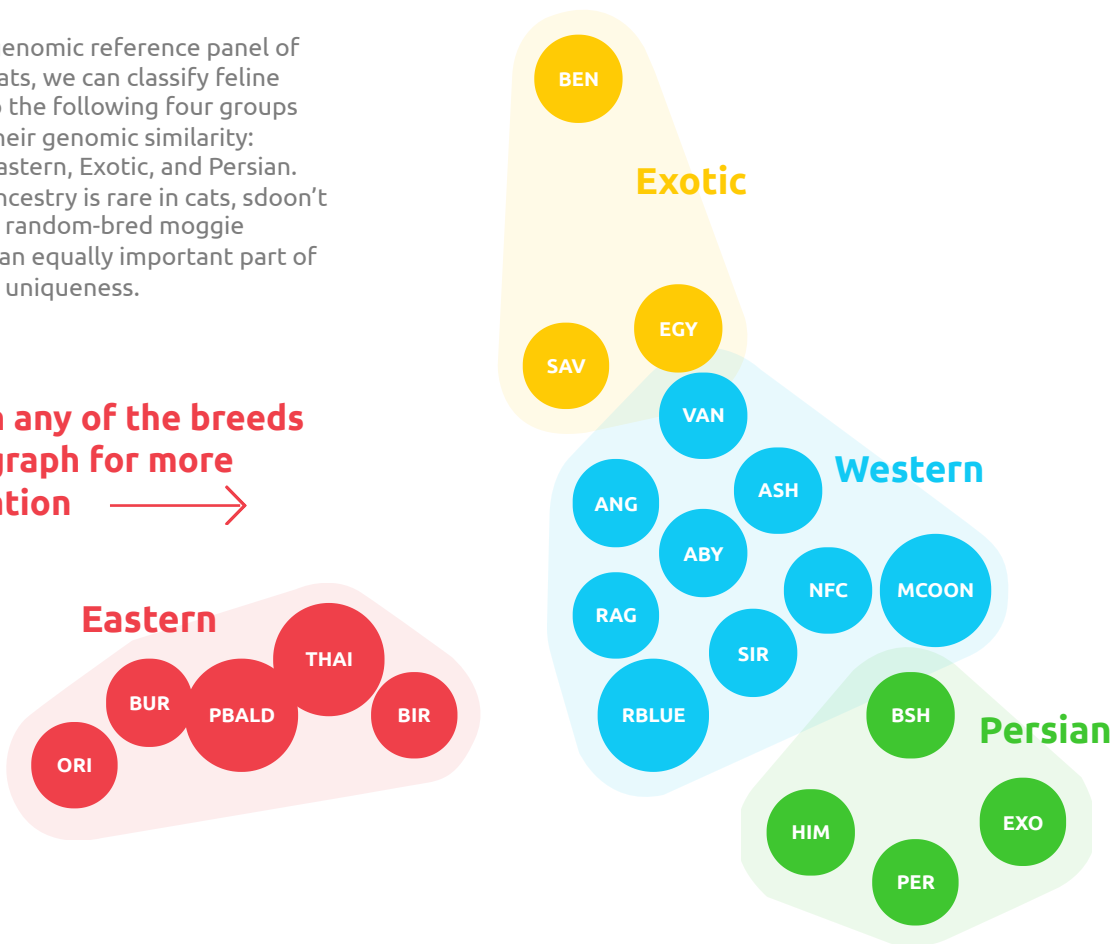 enomic reference panel of
ats, we can classify feline
the following four groups
heir genomic similarity:
astern, Exotic, and Persian.
ncestry is rare in cats, sdoon't
random-bred moggie
an equally important part of
uniqueness.
any of the breeds
graph for more
ation
BEN
Exotic
EGY
SAV
VAN
Western
ASH
ANG
ABY
NFC
MCOON
RAG
SIR
RBLUE
Eastern
THAI
BUR
PBALD
BIR
ORI
BSH
Persian
EXO
HIM
PER